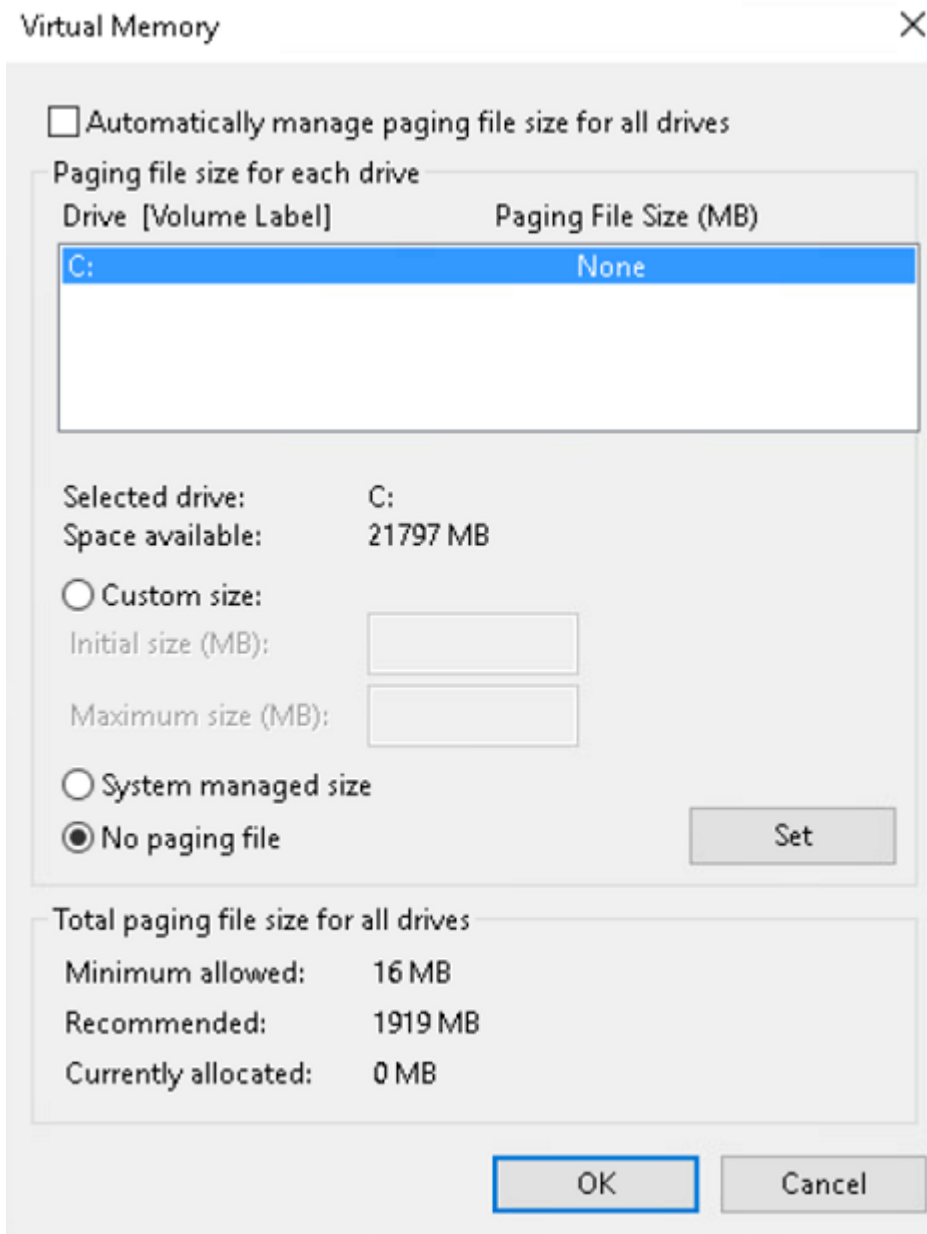 Virtual Memory
Automatically manage paging file size for all drives
Paging file size for each drive
Drive [Volume Label] Paging File Size (MB)
C: None
Selected drive: C:
Space available: 21797 MB
Custom size:
Initial size (MB):
Maximum size (MB):
System managed size
No paging file
Set
Total paging file size for all drives
Minimum allowed: 16 MB
Recommended: 1919 MB
Currently allocated: 0 MB
OK Cancel